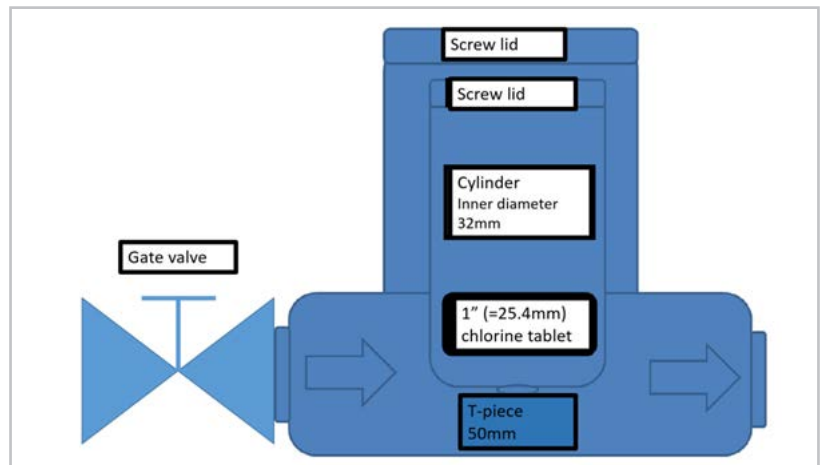 Screw lid
Screw lid
Cylinder
Inner diameter
32mm
Gate valve
1” (=25.4mm)
chlorine tablet
T-piece
50mm